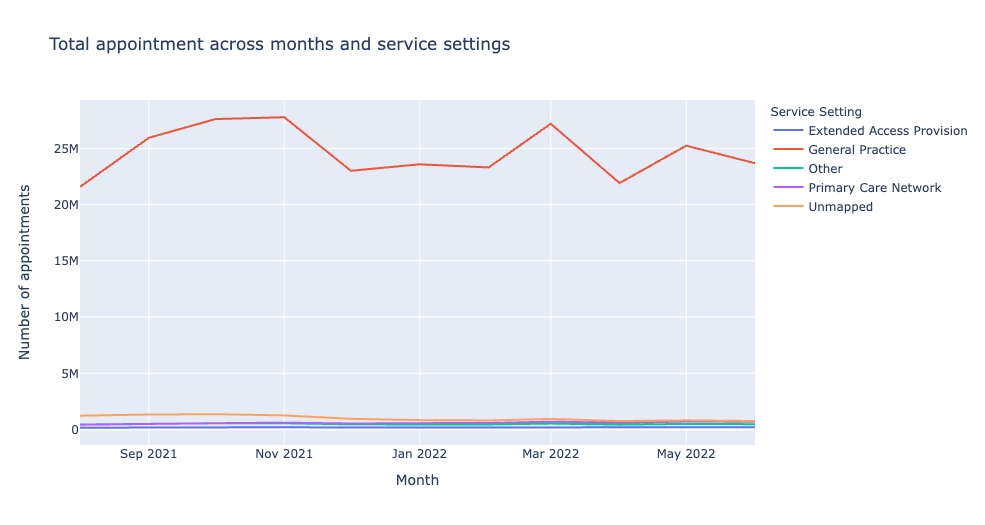 Total appointment across months and service settings
Service Setting
Extended Access Provision
General Practice
Other
Primary Care Network
Unmapped
Number of appointments
25M
20M
15M
10M
5M
0
Sep 2021
Nov 2021
Jan 2022
Mar 2022
May 2022
Month